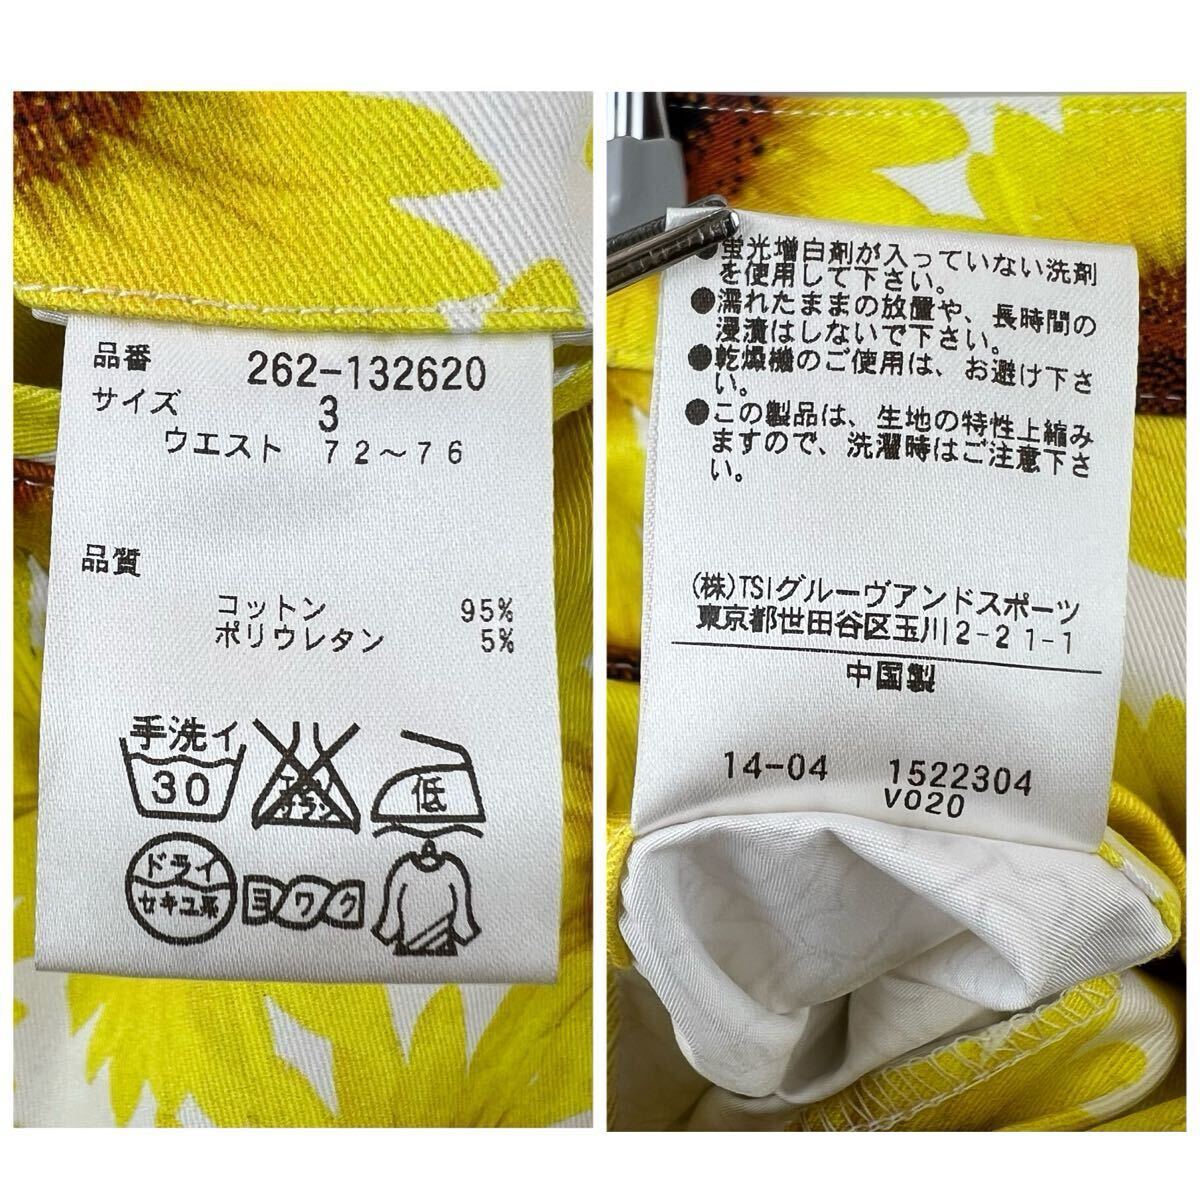 品番 262-132620
サイズ 3
ウエスト 72～76
品質
コットン 95%
ポリウレタン 5%
手洗イ
30
エンソ
サラシ
低
ドライ
セキユ系
ヨワク
●蛍光増白剤が入っていない洗剤
を使用して下さい。
●濡れたままの放置や、長時間の
浸漬はしないで下さい。
●乾燥機のご使用は、お避け下さ
い。
●この製品は、生地の特性上縮み
ますので、洗濯時はご注意下さ
い。
(株)TSIグルーヴアンドスポーツ
東京都世田谷区玉川2-21-1
中国製
14-04 1522304
V020